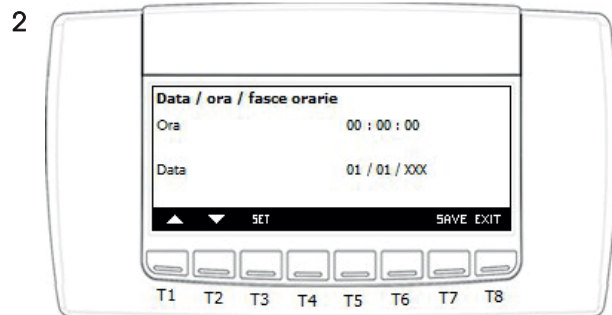 2
Data / ora / fasce orarie
Ora 00 : 00 : 00
Data 01 / 01 / XXX
SET SAVE EXIT
T1 T2 T3 T4 T5 T6 T7 T8